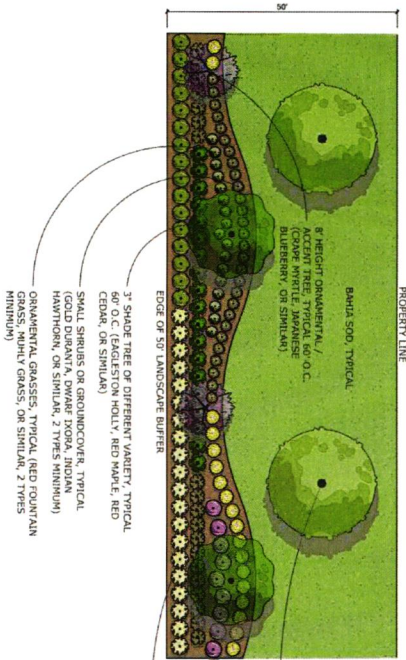 50'
PROPERTY LINE
BAHIA SOD, TYPICAL
8' HEIGHT ORNAMENTAL /
ACCENT TREE, TYPICAL 60' O.C.
(CRAPE MYRTLE, JAPANESE
BLUEBERRY, OR SIMILAR)
EDGE OF 50' LANDSCAPE BUFFER
3" SHADE TREE OF DIFFERENT VARIETY, TYPICAL
60' O.C. (EAGLESTON HOLLY, RED MAPLE, RED
CEDAR, OR SIMILAR)
SMALL SHRUBS OR GROUNDCOVER, TYPICAL
(GOLD DURANTA, DWARF IXORA, INDIAN
HAWTHORN, OR SIMILAR, 2 TYPES MINIMUM)
ORNAMENTAL GRASSES, TYPICAL (RED FOUNTAIN
GRASS, MUHLY GRASS, OR SIMILAR, 2 TYPES
MINIMUM)